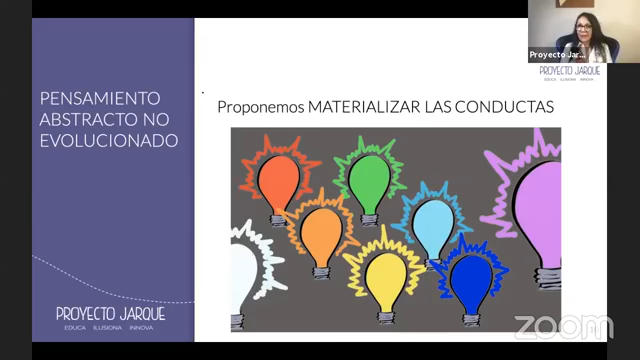 PENSAMIENTO
ABSTRACTO NO
EVOLUCIONADO
Proponemos MATERIALIZAR LAS CONDUCTAS
PROYECTO JARQUE
EDUCA ILUSIONA INNOVA
Proyecto Jar...
PROYECTO JARQUE
EDUCA ILUSIONA INNOVA
zoom